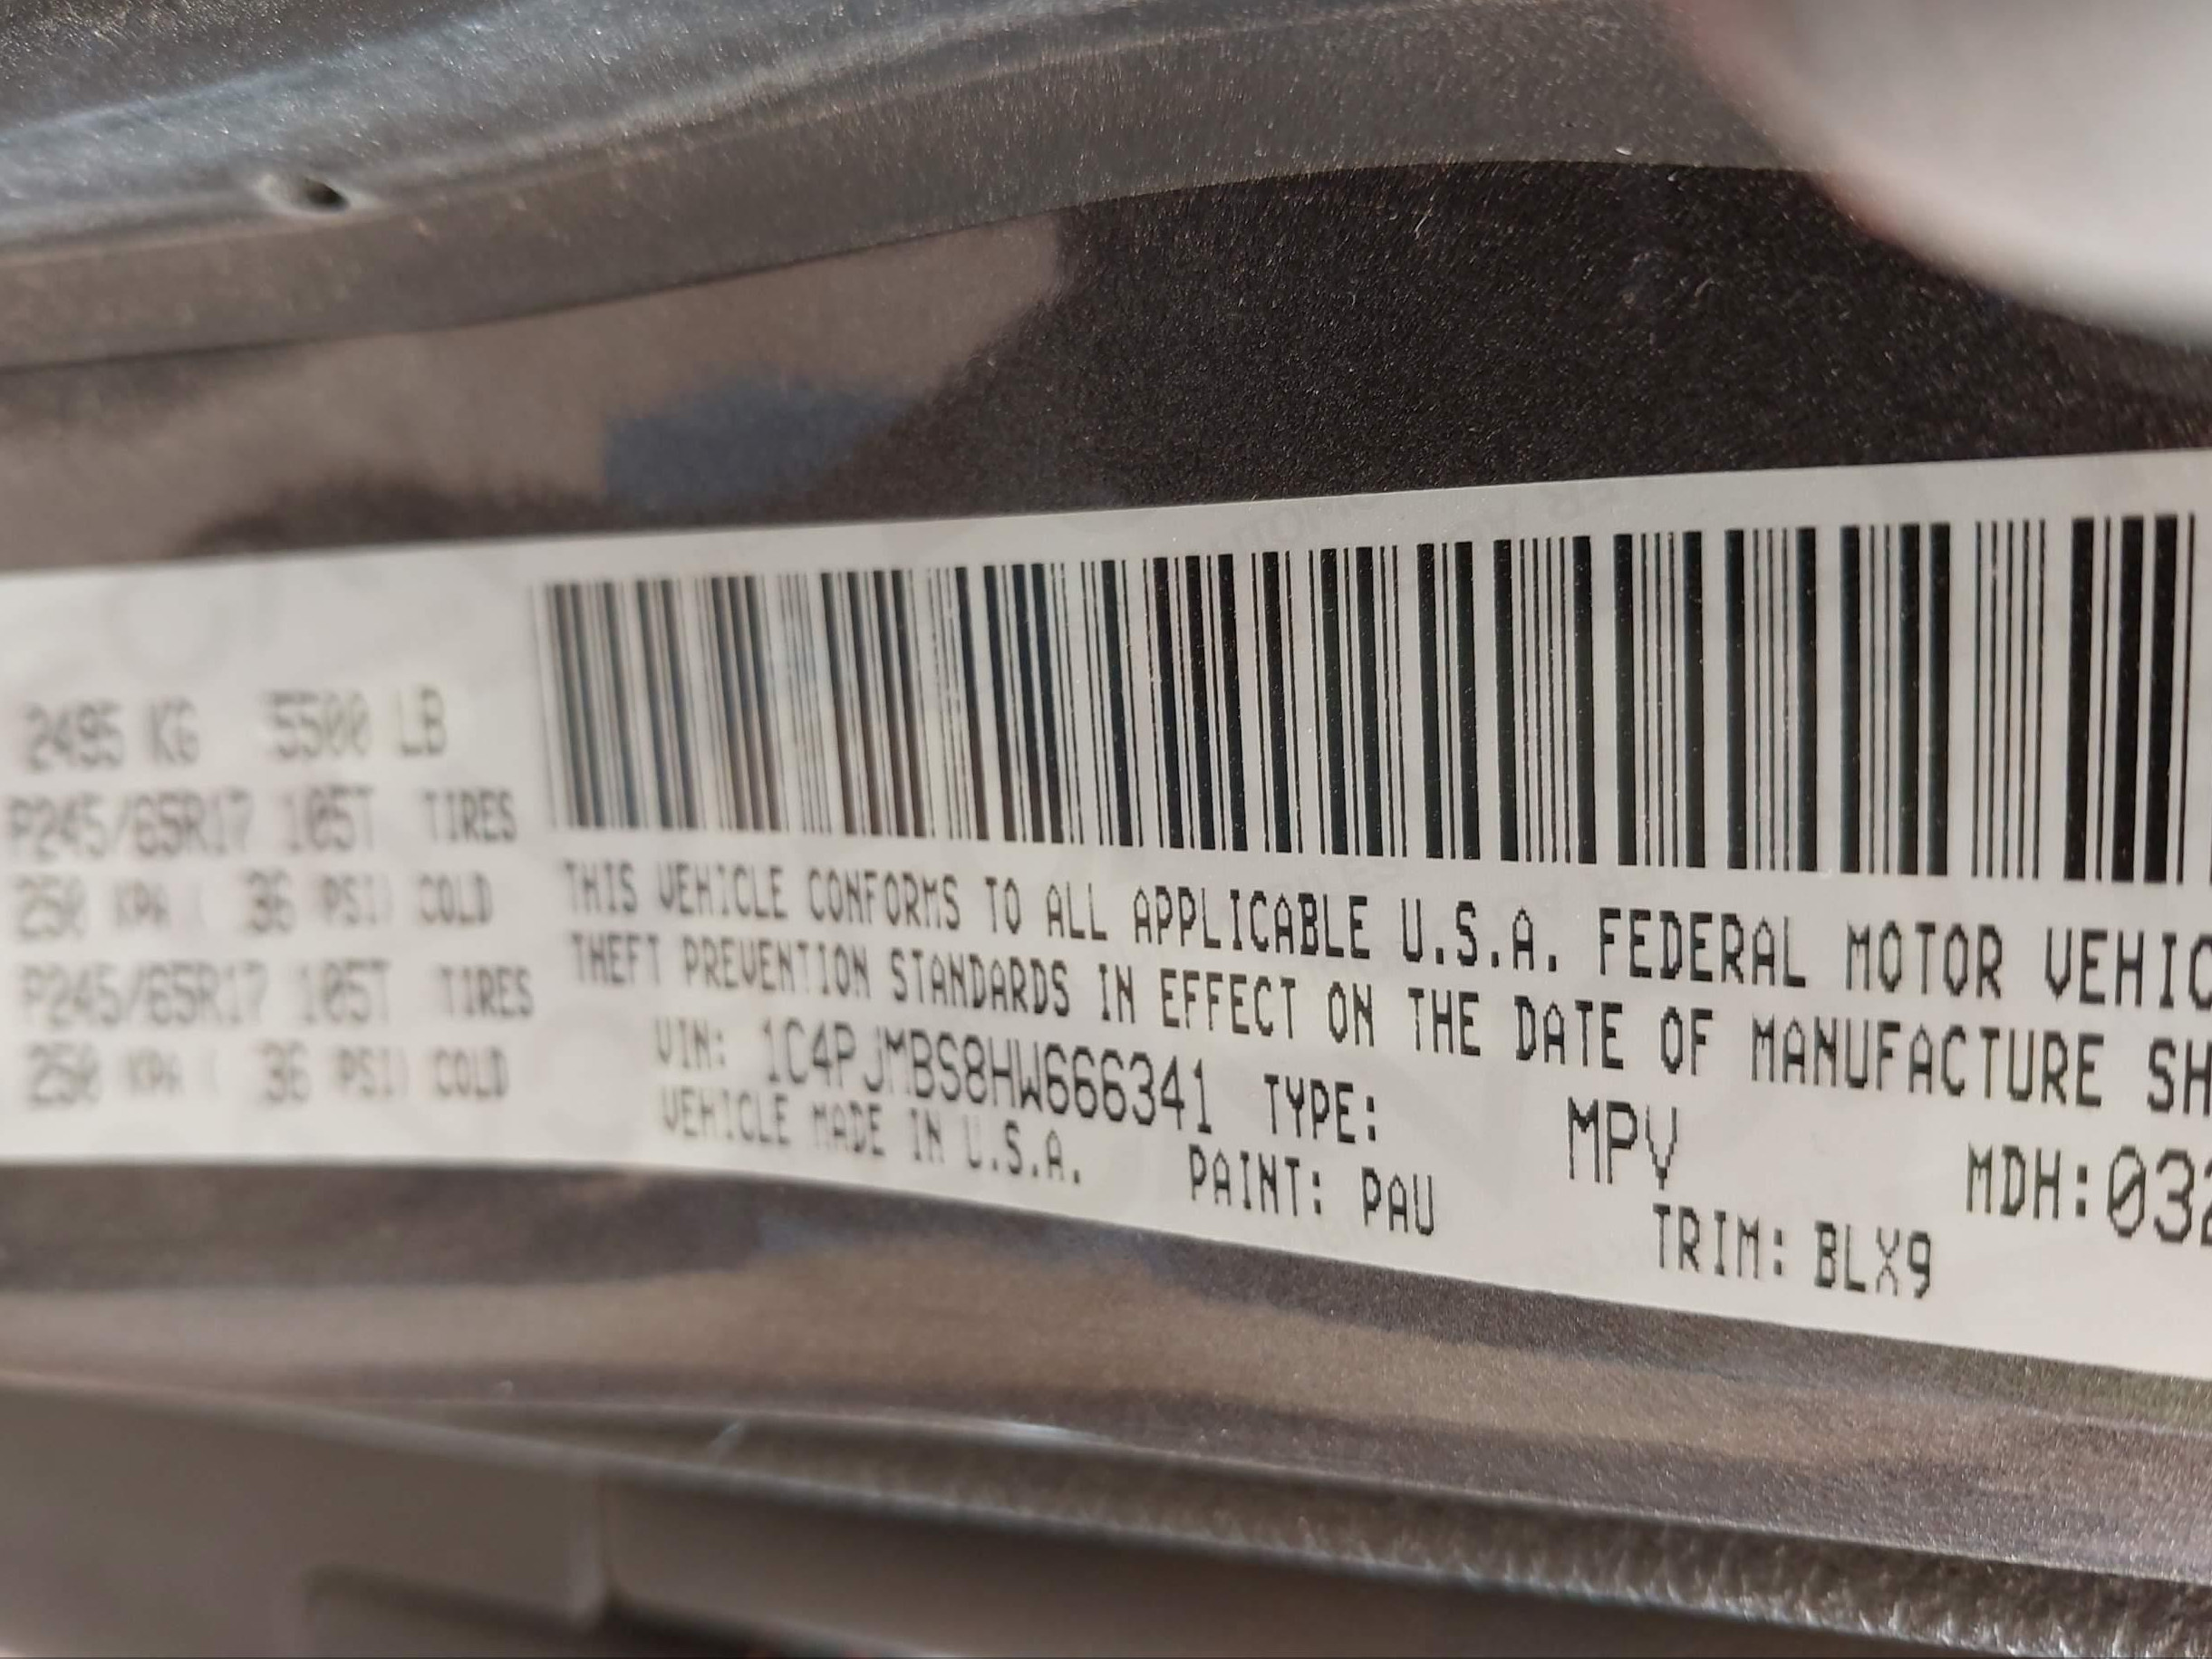 2495 KG 5500 LB
P245/65R17 105T TIRES
250 KPA ( 36 PSI) COLD
P245/65R17 105T TIRES
250 KPA ( 36 PSI) COLD
THIS VEHICLE CONFORMS TO ALL APPLICABLE U.S.A. FEDERAL MOTOR VEHIC
THEFT PREVENTION STANDARDS IN EFFECT ON THE DATE OF MANUFACTURE SH
VIN: 1C4PJMBS8HW666341 TYPE: MPV MDH:032
VEHICLE MADE IN U.S.A. PAINT: PAU TRIM: BLX9